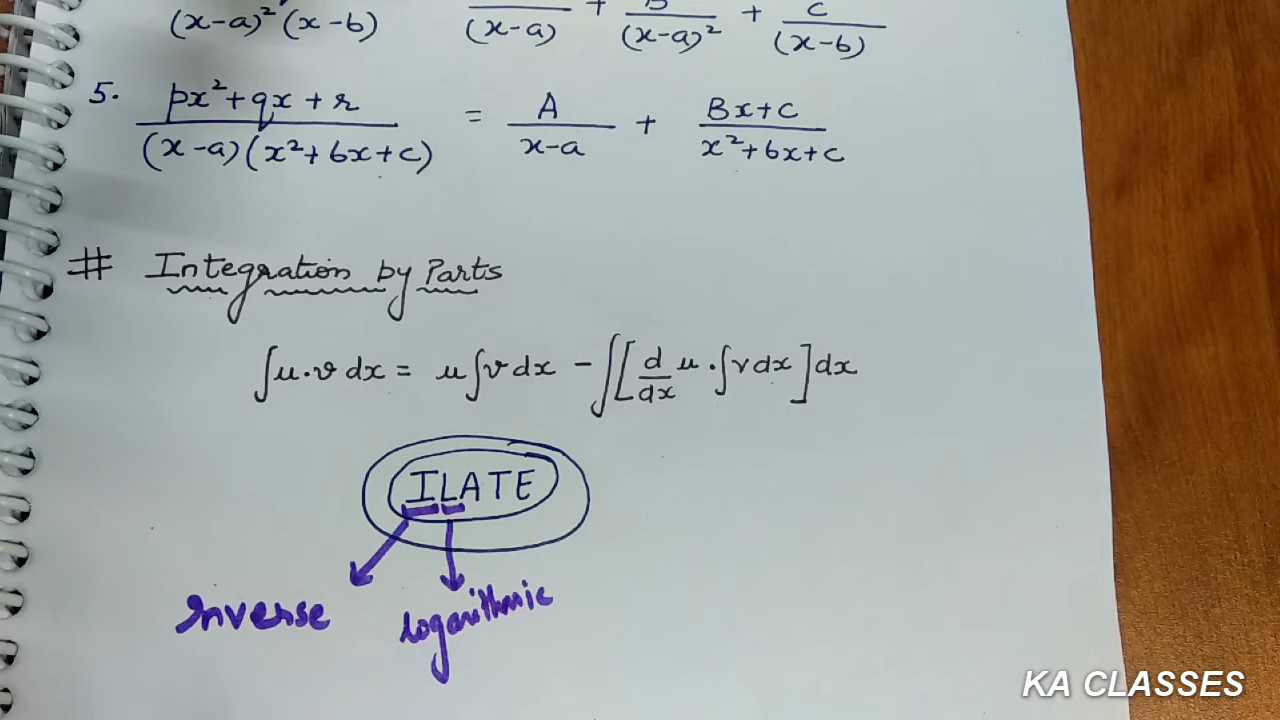 (x-a)² (x-b) (x-a) + B/(x-a)² + C/(x-b)
5. px²+qx+r/(x-a)(x²+bx+c) = A/x-a + Bx+C/x²+bx+c
# Integration by Parts
∫u.v dx = u∫v dx - ∫[d/dx u . ∫v dx] dx
ILATE
Inverse logarithmic
KA CLASSES